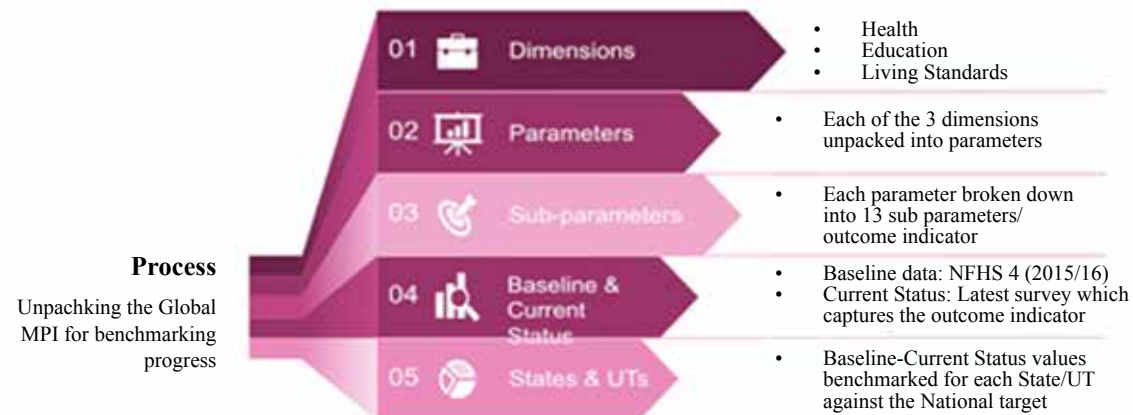 01 Dimensions
• Health
• Education
• Living Standards
02 Parameters
• Each of the 3 dimensions
unpacked into parameters
03 Sub-parameters
• Each parameter broken down
into 13 sub parameters/
outcome indicator
Process
Unpachking the Global
MPI for benchmarking
progress
04 Baseline &
Current
Status
• Baseline data: NFHS 4 (2015/16)
• Current Status: Latest survey which
captures the outcome indicator
05 States & UTs
• Baseline-Current Status values
benchmarked for each State/UT
against the National target